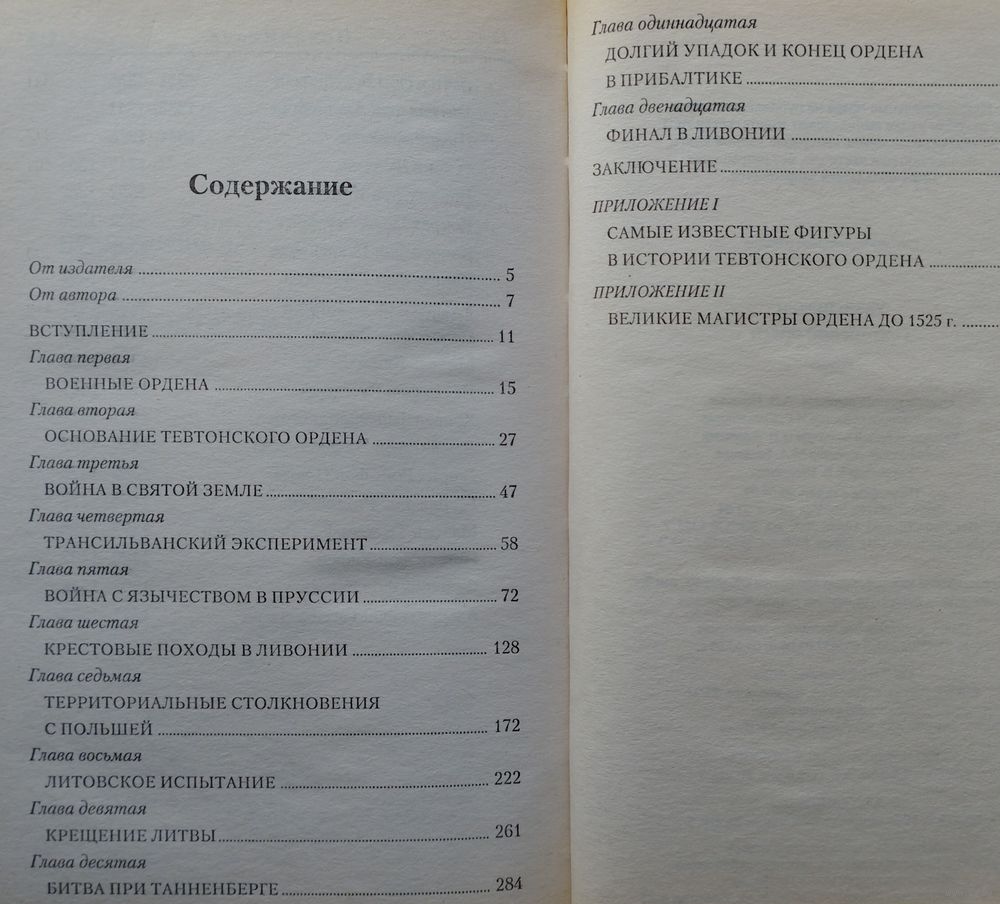 Содержание
От издателя 5
От автора 7
ВСТУПЛЕНИЕ 11
Глава первая
ВОЕННЫЕ ОРДЕНА 15
Глава вторая
ОСНОВАНИЕ ТЕВТОНСКОГО ОРДЕНА 27
Глава третья
ВОЙНА В СВЯТОЙ ЗЕМЛЕ 47
Глава четвертая
ТРАНСИЛЬВАНСКИЙ ЭКСПЕРИМЕНТ 58
Глава пятая
ВОЙНА С ЯЗЫЧЕСТВОМ В ПРУССИИ 72
Глава шестая
КРЕСТОВЫЕ ПОХОДЫ В ЛИВОНИИ 128
Глава седьмая
ТЕРРИТОРИАЛЬНЫЕ СТОЛКНОВЕНИЯ
С ПОЛЬШЕЙ 172
Глава восьмая
ЛИТОВСКОЕ ИСПЫТАНИЕ 222
Глава девятая
КРЕЩЕНИЕ ЛИТВЫ 261
Глава десятая
БИТВА ПРИ ТАННЕНБЕРГЕ 284
Глава одиннадцатая
ДОЛГИЙ УПАДОК И КОНЕЦ ОРДЕНА
В ПРИБАЛТИКЕ
Глава двенадцатая
ФИНАЛ В ЛИВОНИИ
ЗАКЛЮЧЕНИЕ
ПРИЛОЖЕНИЕ I
САМЫЕ ИЗВЕСТНЫЕ ФИГУРЫ
В ИСТОРИИ ТЕВТОНСКОГО ОРДЕНА
ПРИЛОЖЕНИЕ II
ВЕЛИКИЕ МАГИСТРЫ ОРДЕНА ДО 1525 г.